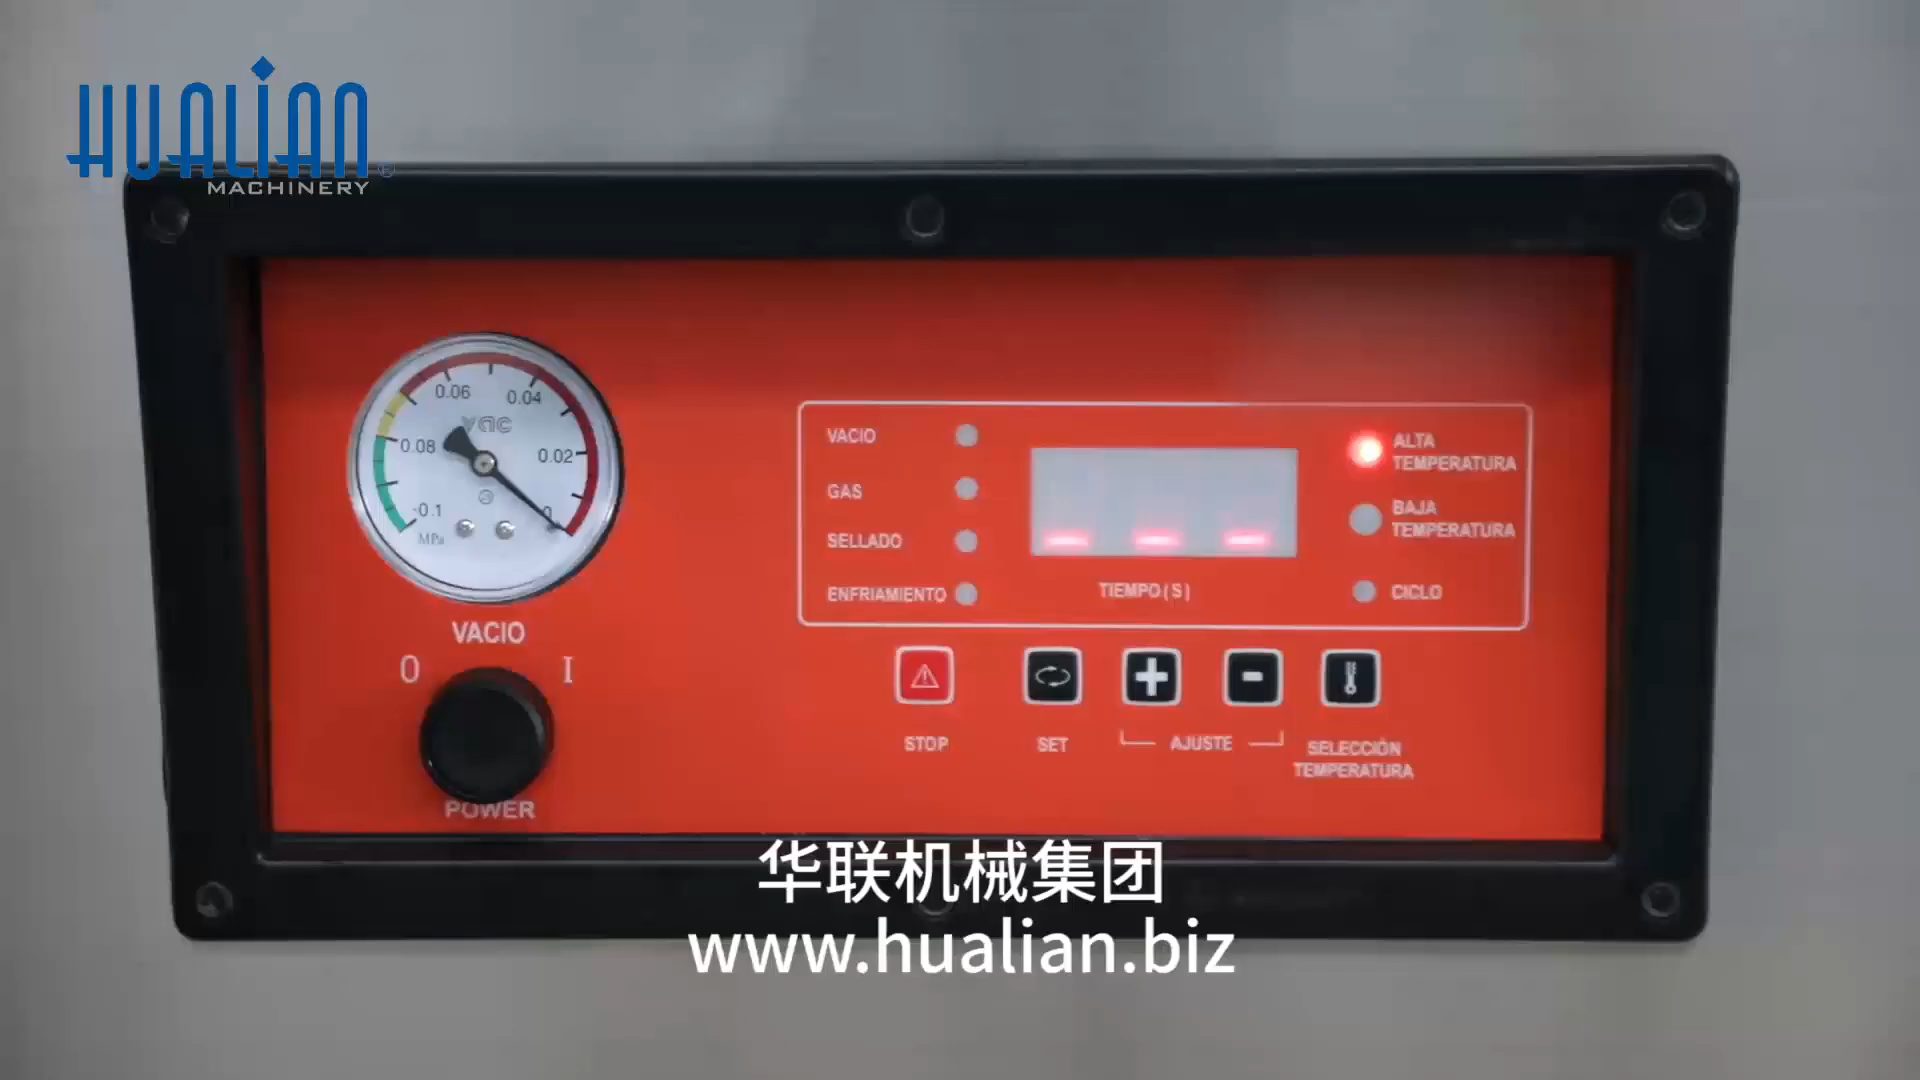 HUALIAN
MACHINERY
0.06
0.04
vac
0.08
0.02
-0.1
0
MPa
VACIO
0
I
POWER
VACIO
GAS
SELLADO
ENFRIAMIENTO
TIEMPO(S)
ALTA
TEMPERATURA
BAJA
TEMPERATURA
CICLO
STOP
SET
AJUSTE
SELECCIÓN
TEMPERATURA
华联机械集团
www.hualian.biz